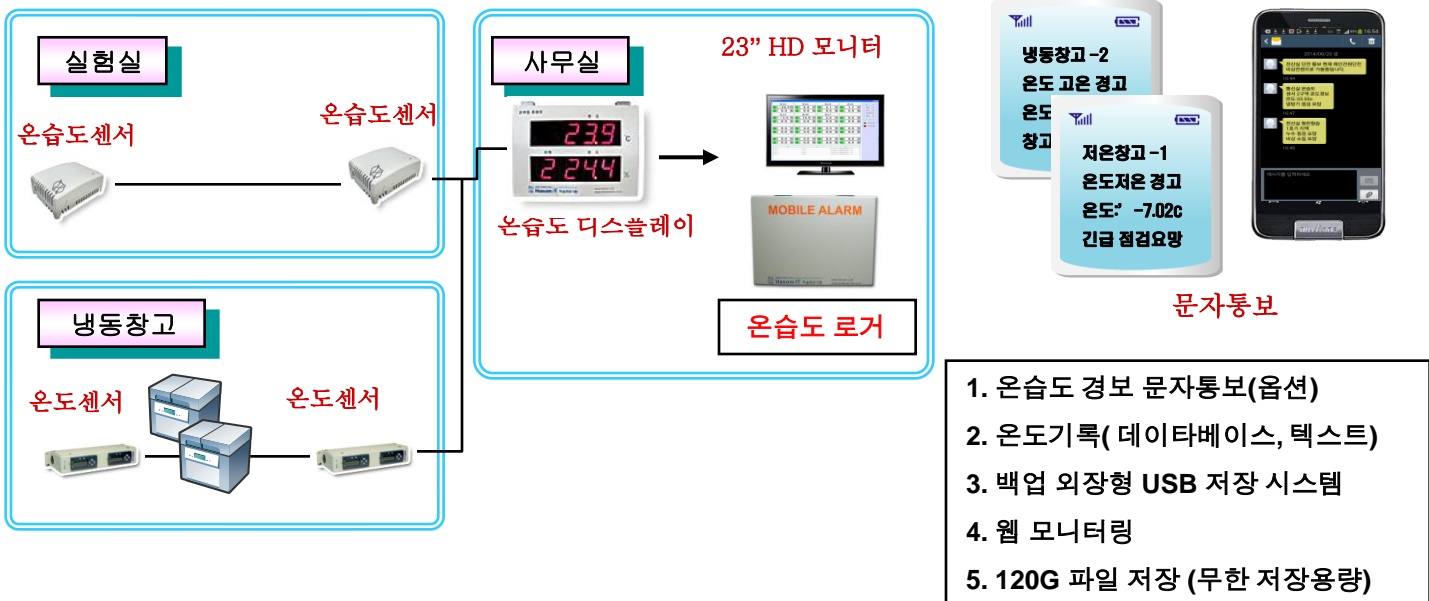 실험실
온습도센서
온습도센서
냉동창고
온도센서
온도센서
사무실
23” HD 모니터
23.9
2 24.4
온습도 디스플레이
MOBILE ALARM
온습도 로거
냉동창고-2
온도 고온 경고
온도
창고
저온창고-1
온도저온 경고
온도:' -7.02c
긴급 점검요망
문자통보
1. 온습도 경보 문자통보(옵션)
2. 온도기록( 데이타베이스, 텍스트)
3. 백업 외장형 USB 저장 시스템
4. 웹 모니터링
5. 120G 파일 저장 (무한 저장용량)